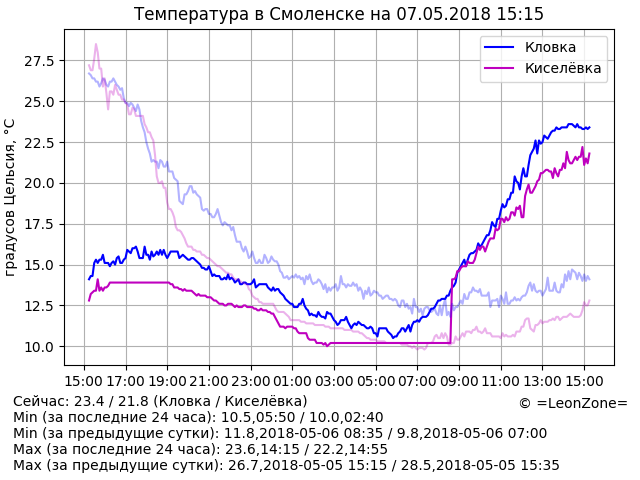 Температура в Смоленске на 07.05.2018 15:15
Кловка
Киселёвка
градусов Цельсия, °C
27.5
25.0
22.5
20.0
17.5
15.0
12.5
10.0
15:00 17:00 19:00 21:00 23:00 01:00 03:00 05:00 07:00 09:00 11:00 13:00 15:00
Сейчас: 23.4 / 21.8 (Кловка / Киселёвка)
© =LeonZone=
Min (за последние 24 часа): 10.5,05:50 / 10.0,02:40
Min (за предыдущие сутки): 11.8,2018-05-06 08:35 / 9.8,2018-05-06 07:00
Max (за последние 24 часа): 23.6,14:15 / 22.2,14:55
Max (за предыдущие сутки): 26.7,2018-05-05 15:15 / 28.5,2018-05-05 15:35